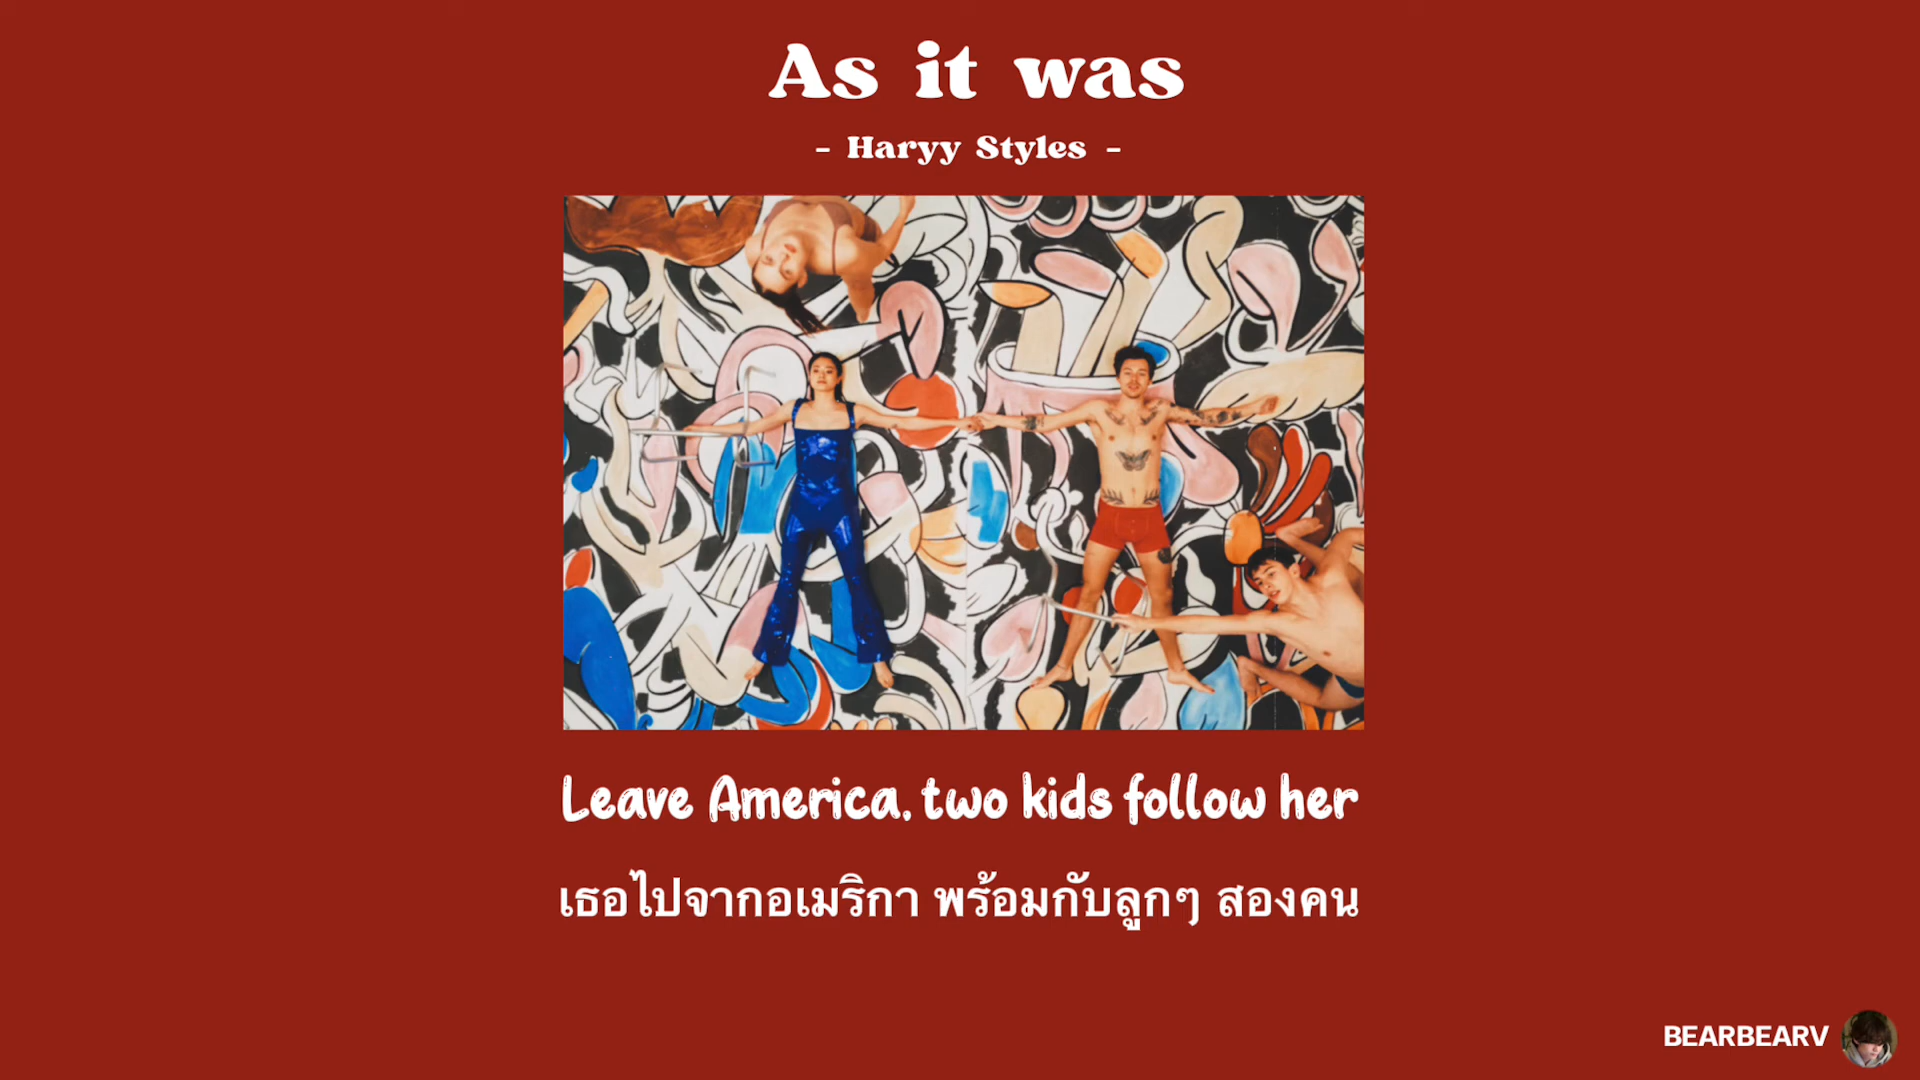 As it was
- Haryy Styles -
Leave America, two kids follow her
เธอไปจากอเมริกา พร้อมกับลูกๆ สองคน
BEARBEARV